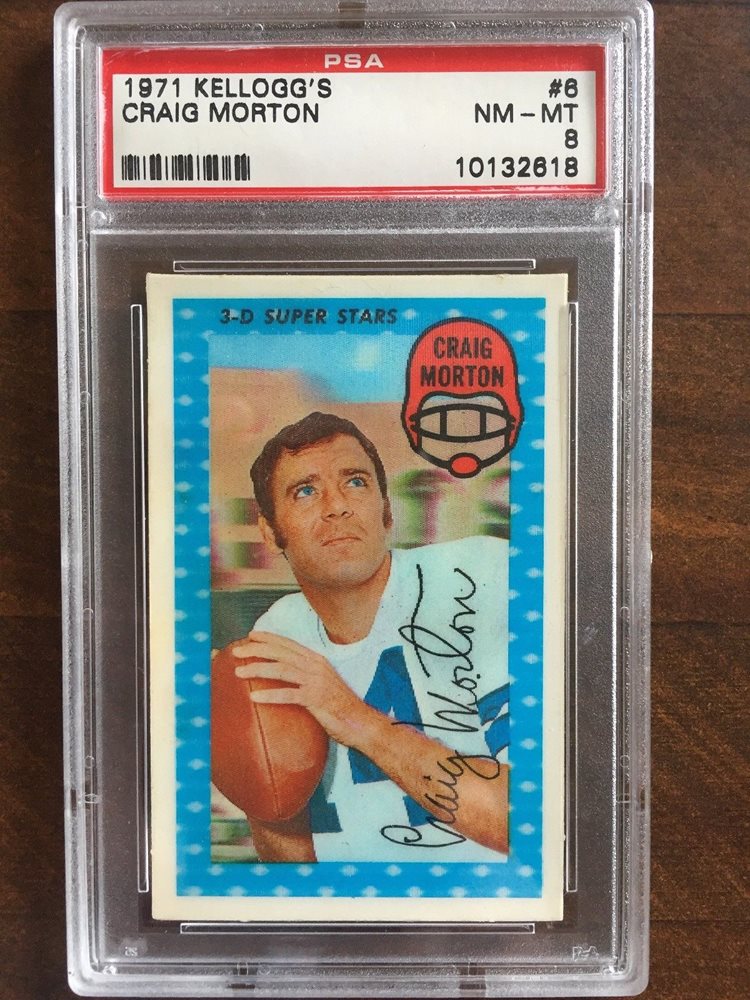 PSA
1971 KELLOGG'S #6
CRAIG MORTON NM - MT
8
10132618
3-D SUPER STARS
CRAIG
MORTON
Craig Morton